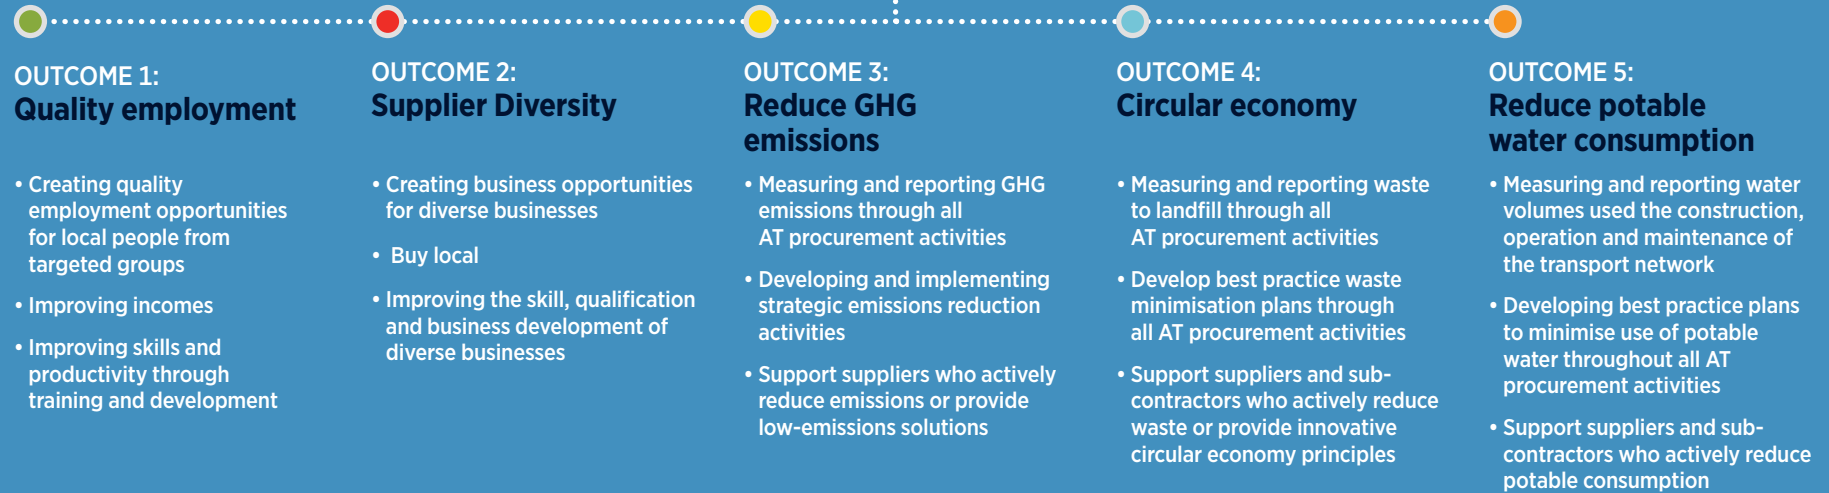 OUTCOME 1:
Quality employment
• Creating quality
employment opportunities
for local people from
targeted groups
• Improving incomes
• Improving skills and
productivity through
training and development
OUTCOME 2:
Supplier Diversity
• Creating business opportunities
for diverse businesses
• Buy local
• Improving the skill, qualification
and business development of
diverse businesses
OUTCOME 3:
Reduce GHG
emissions
• Measuring and reporting GHG
emissions through all
AT procurement activities
• Developing and implementing
strategic emissions reduction
activities
• Support suppliers who actively
reduce emissions or provide
low-emissions solutions
OUTCOME 4:
Circular economy
• Measuring and reporting waste
to landfill through all
AT procurement activities
• Develop best practice waste
minimisation plans through
all AT procurement activities
• Support suppliers and sub-
contractors who actively reduce
waste or provide innovative
circular economy principles
OUTCOME 5:
Reduce potable
water consumption
• Measuring and reporting water
volumes used the construction,
operation and maintenance of
the transport network
• Developing best practice plans
to minimise use of potable
water throughout all AT
procurement activities
• Support suppliers and sub-
contractors who actively reduce
potable consumption